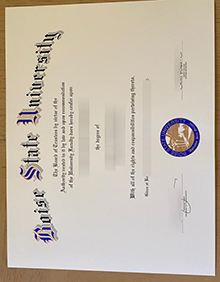 Boise State University
The Board of Trustees by virtue of the
Authority vested in it by law and upon recommendation
of the University Faculty does hereby confer upon
the degree of
With all of the rights and responsibilities pertaining thereto.